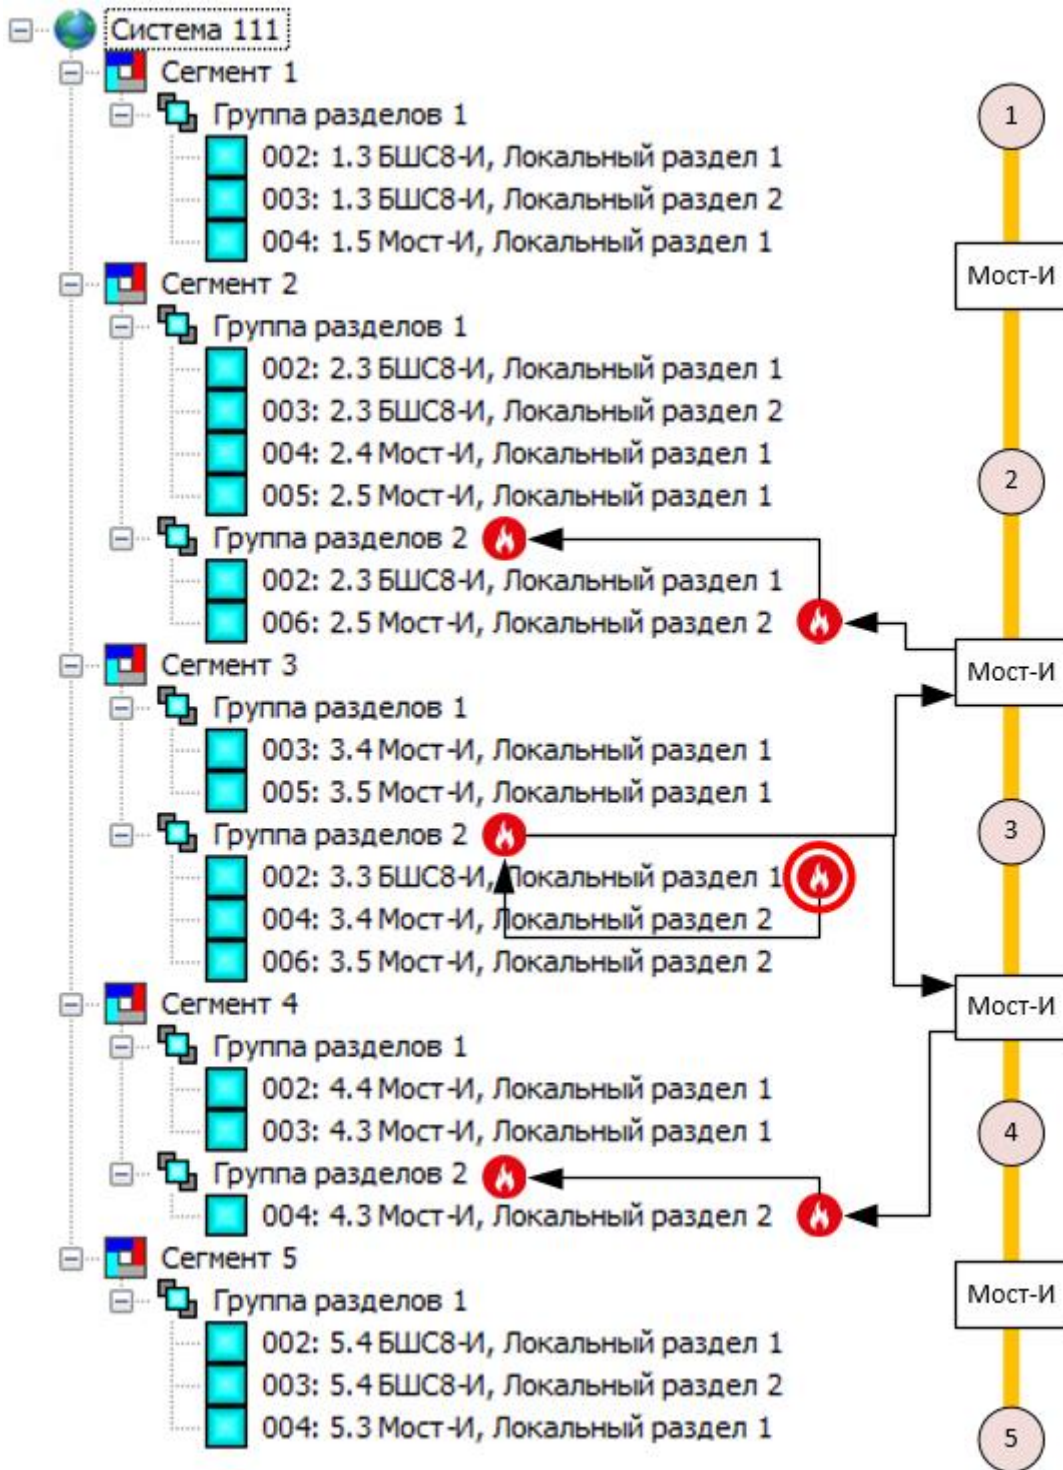 Система 111
Сегмент 1
Группа разделов 1
1
002: 1.3 БШС8-И, Локальный раздел 1
003: 1.3 БШС8-И, Локальный раздел 2
004: 1.5 Мост-И, Локальный раздел 1
Мост-И
Сегмент 2
Группа разделов 1
002: 2.3 БШС8-И, Локальный раздел 1
003: 2.3 БШС8-И, Локальный раздел 2
004: 2.4 Мост-И, Локальный раздел 1
2
005: 2.5 Мост-И, Локальный раздел 1
Группа разделов 2
002: 2.3 БШС8-И, Локальный раздел 1
006: 2.5 Мост-И, Локальный раздел 2
Сегмент 3
Мост-И
Группа разделов 1
003: 3.4 Мост-И, Локальный раздел 1
005: 3.5 Мост-И, Локальный раздел 1
Группа разделов 2
3
002: 3.3 БШС8-И, Локальный раздел 1
004: 3.4 Мост-И, Локальный раздел 2
006: 3.5 Мост-И, Локальный раздел 2
Сегмент 4
Мост-И
Группа разделов 1
002: 4.4 Мост-И, Локальный раздел 1
003: 4.3 Мост-И, Локальный раздел 1
4
Группа разделов 2
004: 4.3 Мост-И, Локальный раздел 2
Сегмент 5
Мост-И
Группа разделов 1
002: 5.4 БШС8-И, Локальный раздел 1
003: 5.4 БШС8-И, Локальный раздел 2
004: 5.3 Мост-И, Локальный раздел 1
5